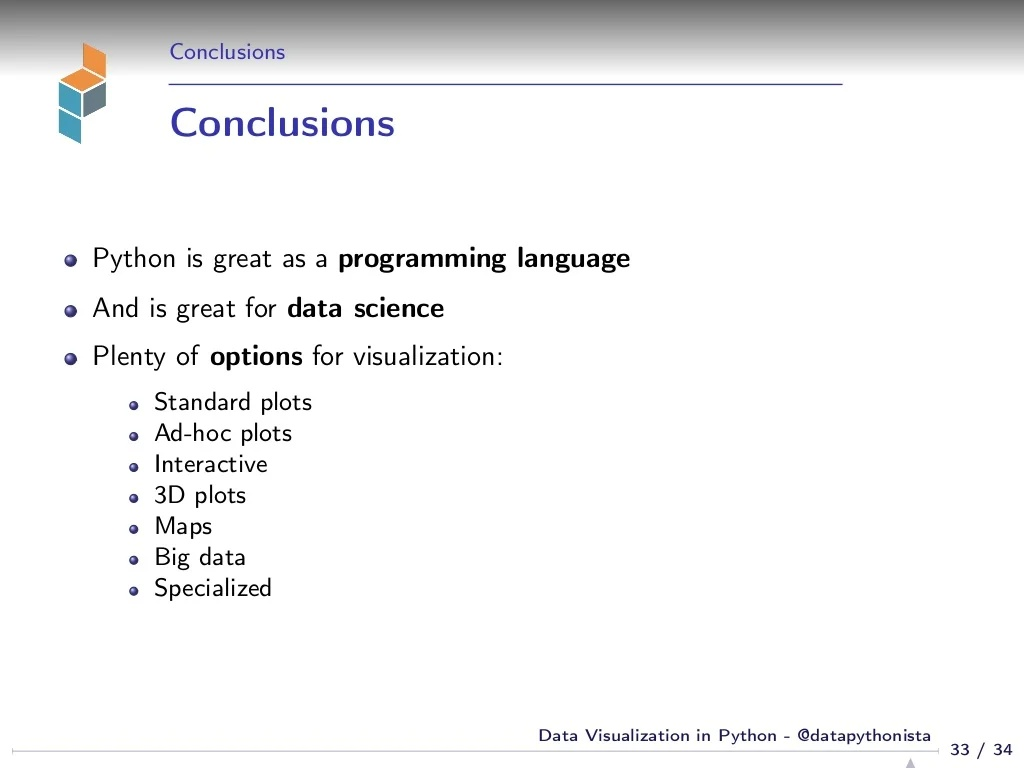 Conclusions
Conclusions
Python is great as a programming language
And is great for data science
Plenty of options for visualization:
Standard plots
Ad-hoc plots
Interactive
3D plots
Maps
Big data
Specialized
Data Visualization in Python - @datapythonista
33 / 34